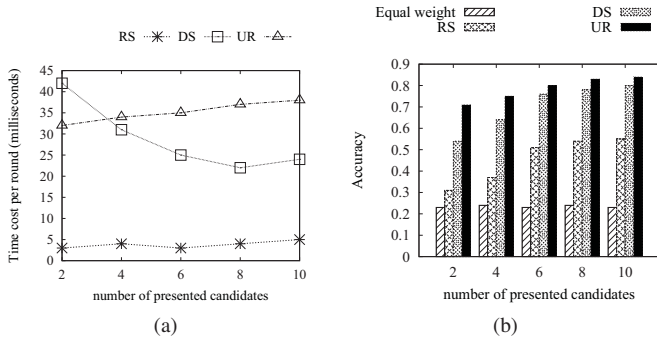 RS DS UR
Time cost per round (milliseconds)
45
40
35
30
25
20
15
10
5
0
2 4 6 8 10
number of presented candidates
(a)
Equal weight DS
RS UR
Accuracy
0.9
0.8
0.7
0.6
0.5
0.4
0.3
0.2
0.1
0
2 4 6 8 10
number of presented candidates
(b)